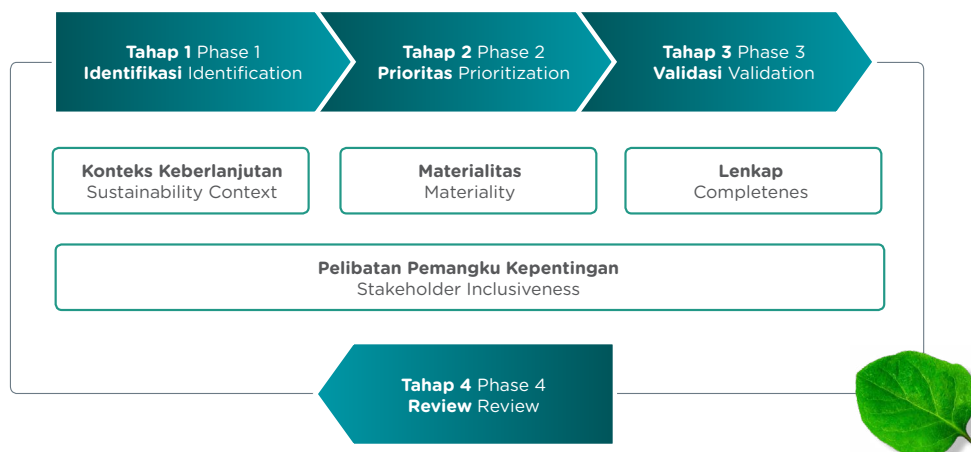 Tahap 1 Phase 1
Identifikasi Identification
Tahap 2 Phase 2
Prioritas Prioritization
Tahap 3 Phase 3
Validasi Validation
Konteks Keberlanjutan
Sustainability Context
Materialitas
Materiality
Lenkap
Completenes
Pelibatan Pemangku Kepentingan
Stakeholder Inclusiveness
Tahap 4 Phase 4
Review Review